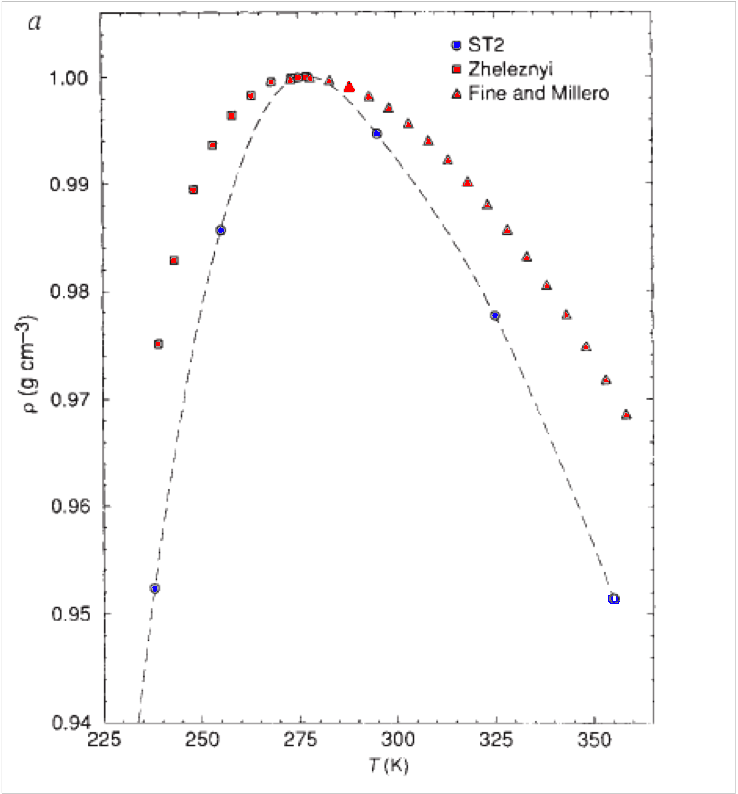 a
ST2
Zheleznyi
Fine and Millero
1.00
0.99
0.98
0.97
0.96
0.95
0.94
ρ (g cm–3)
225 250 275 300 325 350
T (K)